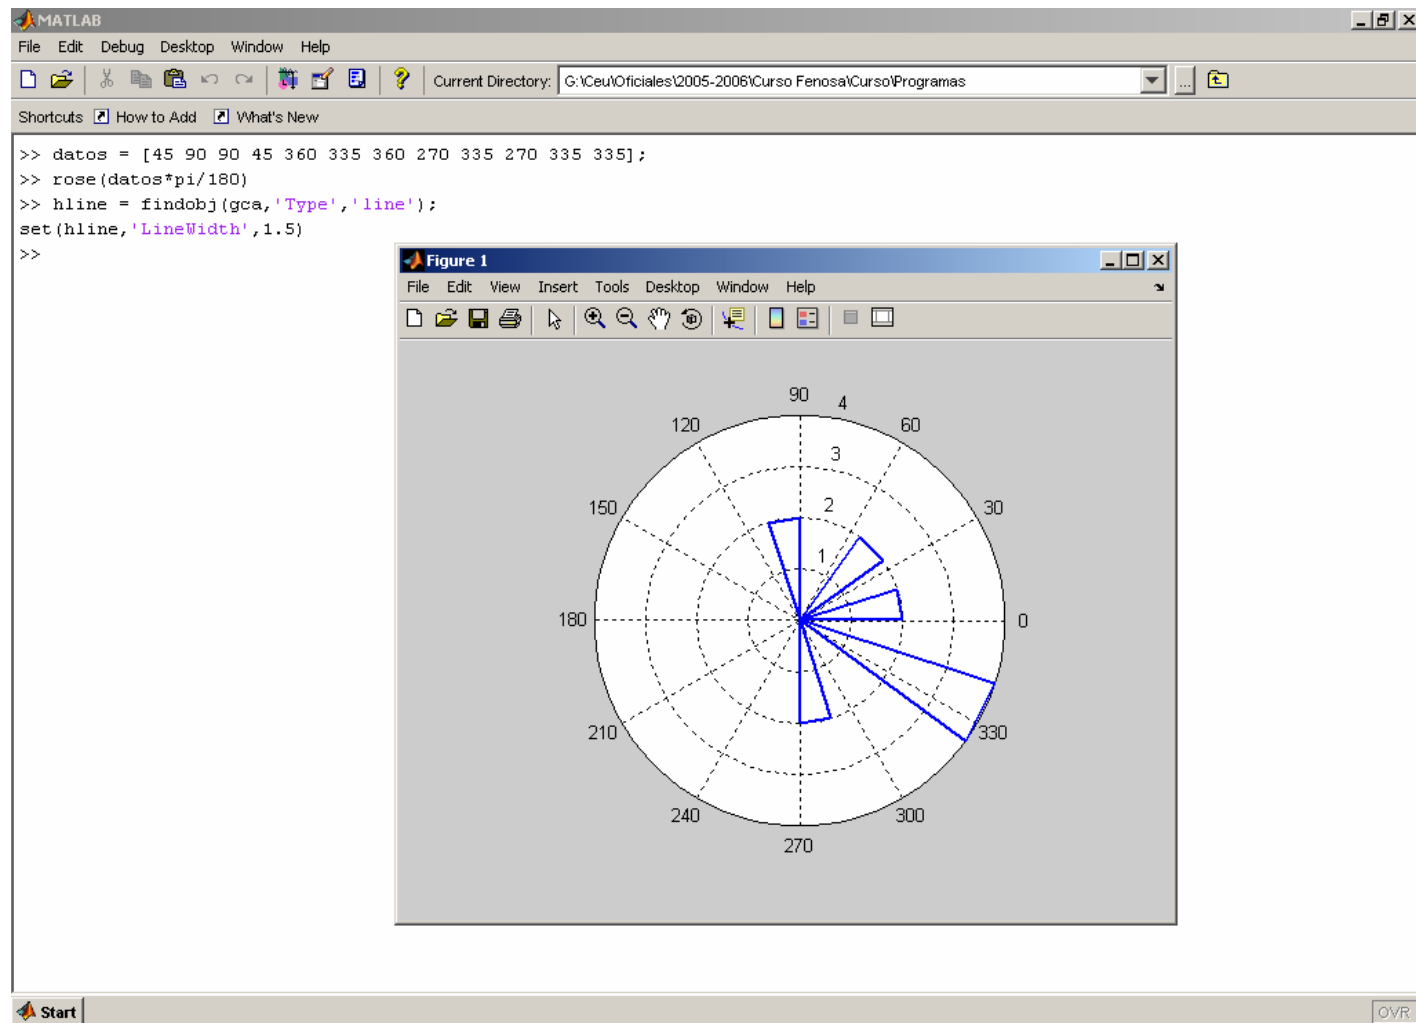 MATLAB
File Edit Debug Desktop Window Help
Current Directory: G:\Ceu\Oficiales\2005-2006\Curso Fenosa\Curso\Programas
...
Shortcuts How to Add What's New
>> datos = [45 90 90 45 360 335 360 270 335 270 335 335];
>> rose(datos*pi/180)
>> hline = findobj(gca,'Type','line');
set(hline,'LineWidth',1.5)
>>
Figure 1
File Edit View Insert Tools Desktop Window Help
90
4
120
60
3
150
2
30
1
180
0
210
330
240
300
270
Start
OVR